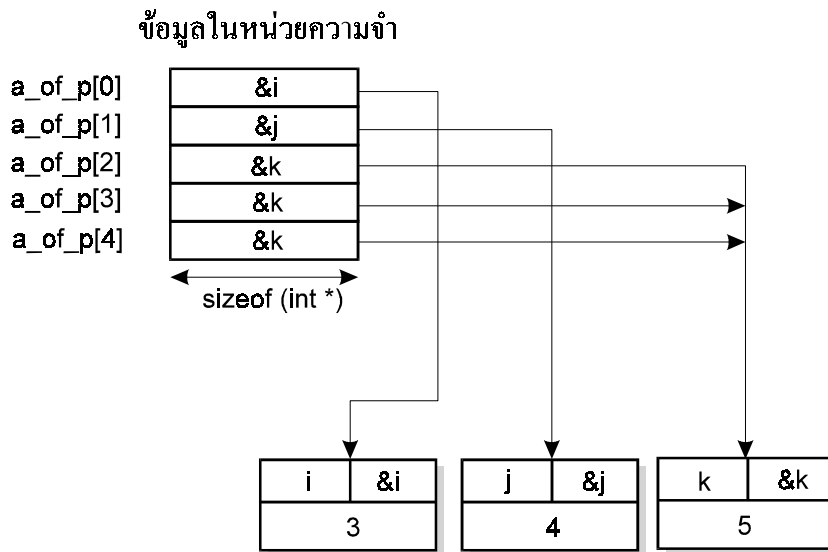 ข้อมูลในหน่วยความจำ
a_of_p[0] &i
a_of_p[1] &j
a_of_p[2] &k
a_of_p[3] &k
a_of_p[4] &k
sizeof (int *)
i &i j &j k &k
3 4 5